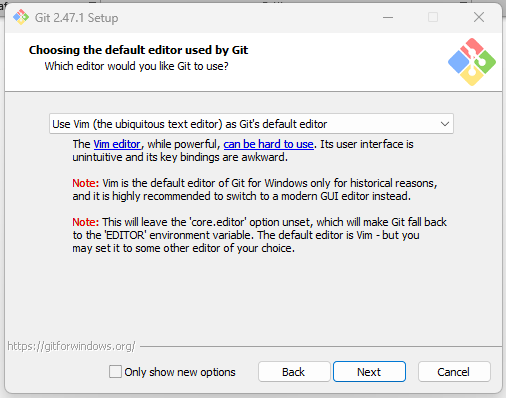 Git 2.47.1 Setup
Choosing the default editor used by Git
Which editor would you like Git to use?
Use Vim (the ubiquitous text editor) as Git's default editor
The Vim editor, while powerful, can be hard to use. Its user interface is
unintuitive and its key bindings are awkward.
Note: Vim is the default editor of Git for Windows only for historical reasons,
and it is highly recommended to switch to a modern GUI editor instead.
Note: This will leave the 'core.editor' option unset, which will make Git fall back
to the 'EDITOR' environment variable. The default editor is Vim - but you
may set it to some other editor of your choice.
https://gitforwindows.org/
Only show new options
Back
Next
Cancel